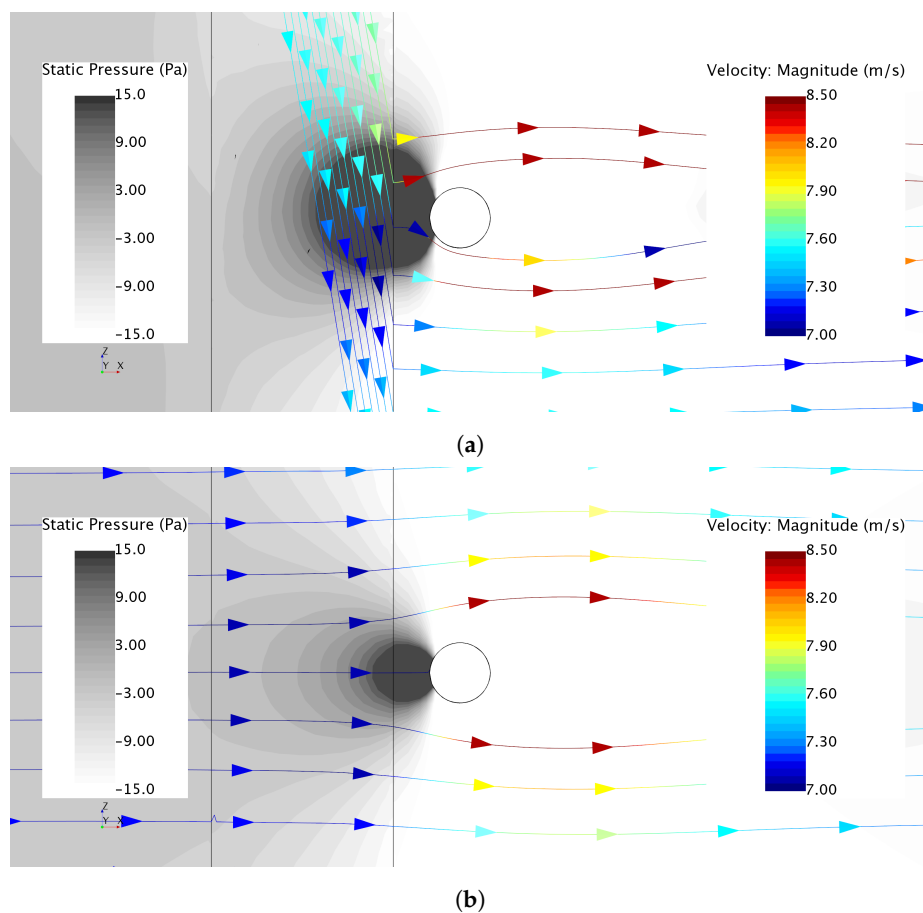 Static Pressure (Pa)
15.0
9.00
3.00
-3.00
-9.00
-15.0
Z
Y X
Velocity: Magnitude (m/s)
8.50
8.20
7.90
7.60
7.30
7.00
(a)
Static Pressure (Pa)
15.0
9.00
3.00
-3.00
-9.00
-15.0
Z
Y X
Velocity: Magnitude (m/s)
8.50
8.20
7.90
7.60
7.30
7.00
(b)